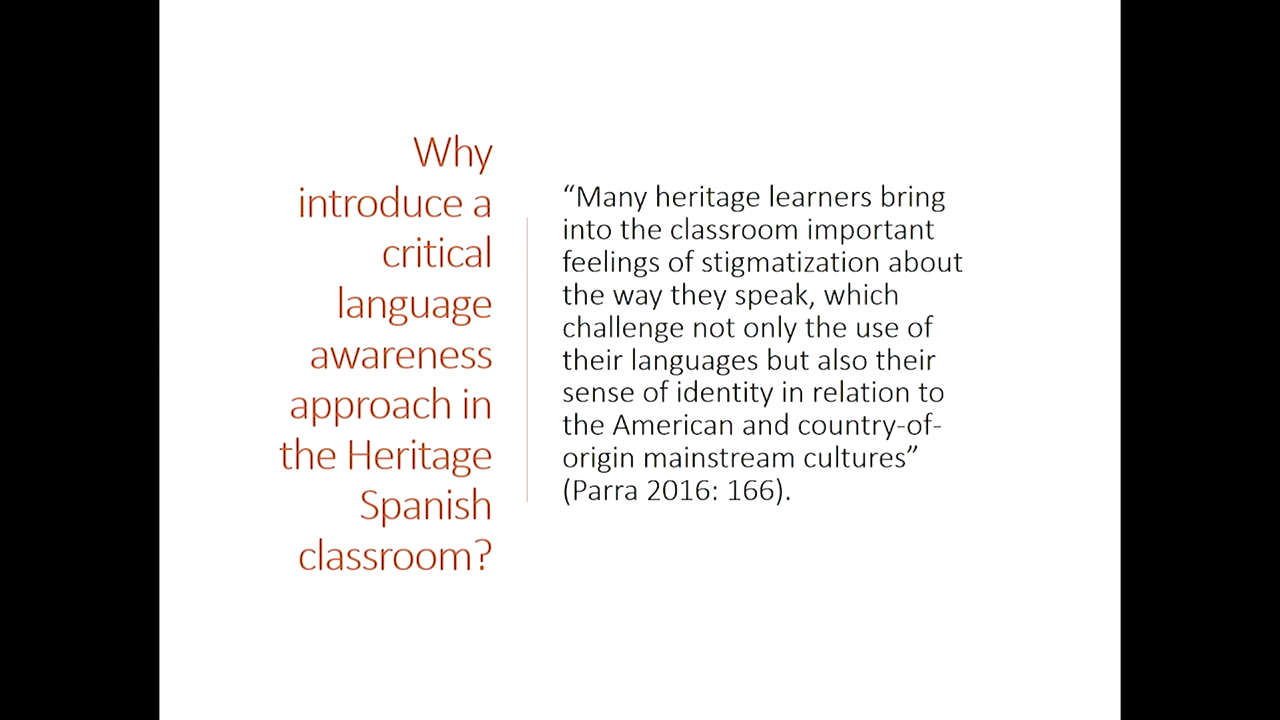 Why
introduce a
critical
language
awareness
approach in
the Heritage
Spanish
classroom?
“Many heritage learners bring
into the classroom important
feelings of stigmatization about
the way they speak, which
challenge not only the use of
their languages but also their
sense of identity in relation to
the American and country-of-
origin mainstream cultures”
(Parra 2016: 166).